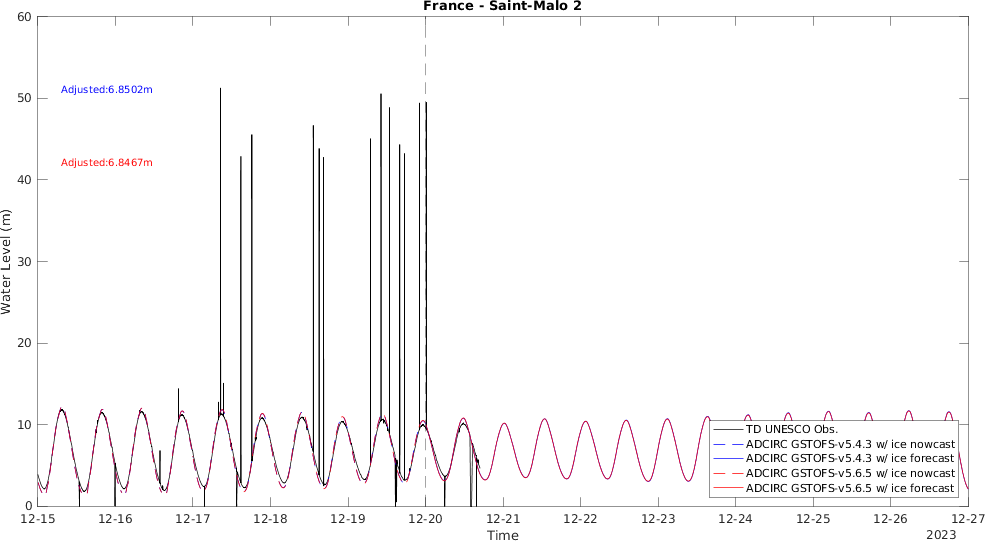 France - Saint-Malo 2
60
50
40
30
20
10
0
Water Level (m)
Adjusted:6.8502m
Adjusted:6.8467m
TD UNESCO Obs.
ADCIRC GSTOFS-v5.4.3 w/ ice nowcast
ADCIRC GSTOFS-v5.4.3 w/ ice forecast
ADCIRC GSTOFS-v5.6.5 w/ ice nowcast
ADCIRC GSTOFS-v5.6.5 w/ ice forecast
12-15 12-16 12-17 12-18 12-19 12-20 12-21 12-22 12-23 12-24 12-25 12-26 12-27
Time
2023